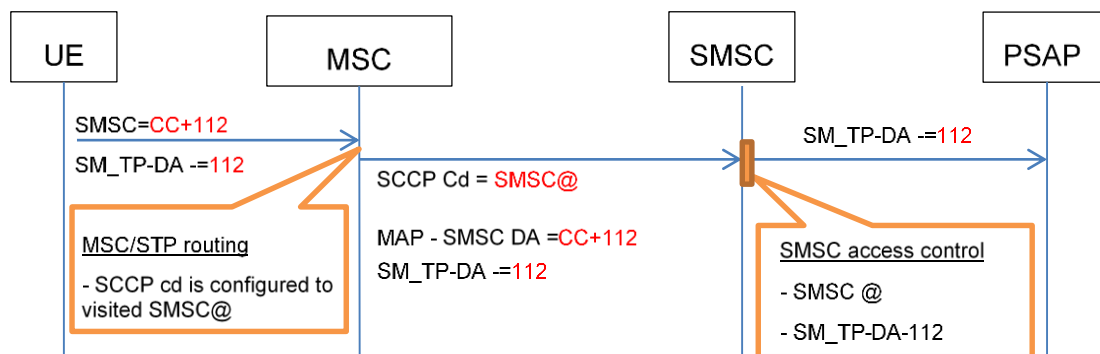 UE
MSC
SMSC
PSAP
SMSC=CC+112
SM_TP-DA -=112
SM_TP-DA -=112
SCCP Cd = SMSC@
MAP - SMSC DA =CC+112
SM_TP-DA -=112
MSC/STP routing
- SCCP cd is configured to
visited SMSC@
SMSC access control
- SMSC @
- SM_TP-DA-112